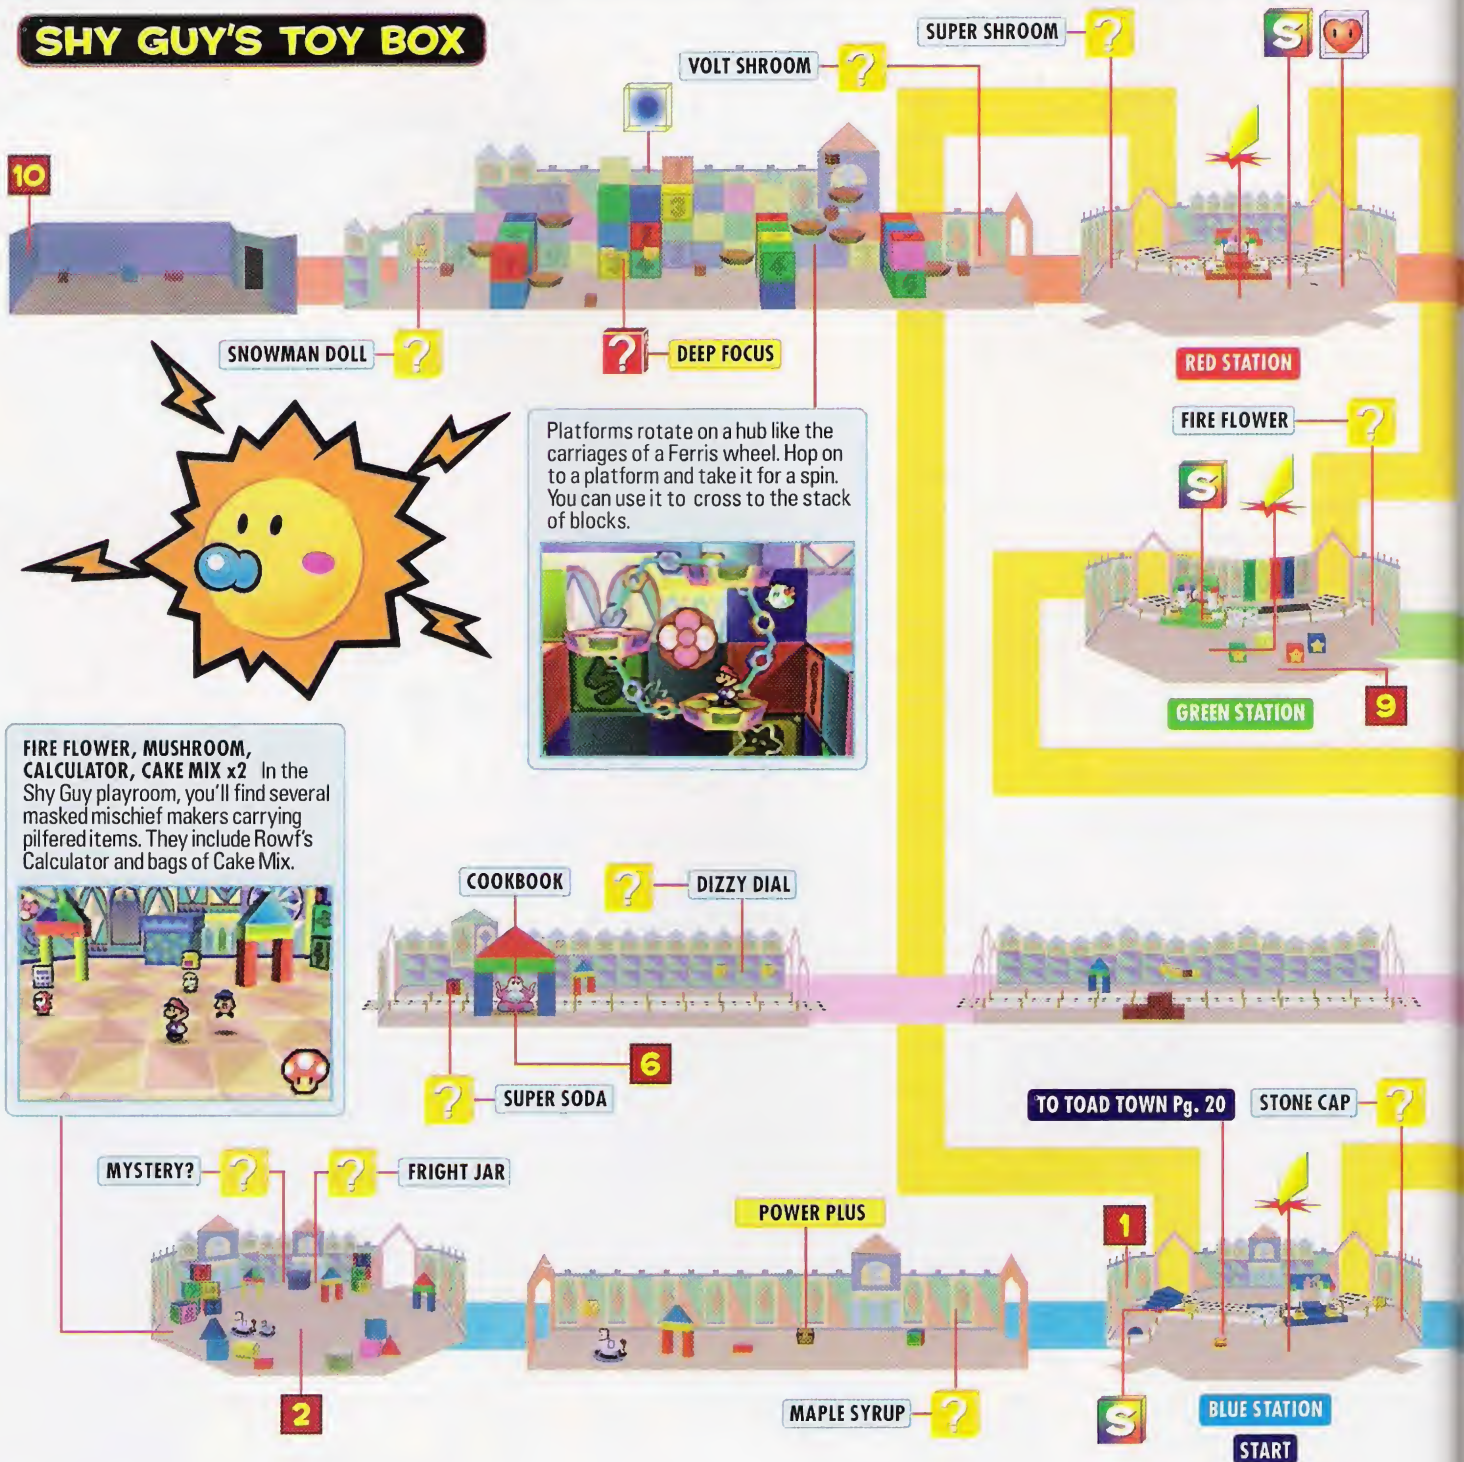 SHY GUY'S TOY BOX
SUPER SHROOM ?
S
VOLT SHROOM ?
10
SNOWMAN DOLL ?
? DEEP FOCUS
RED STATION
Platforms rotate on a hub like the
carriages of a Ferris wheel. Hop on
to a platform and take it for a spin.
You can use it to cross to the stack
of blocks.
FIRE FLOWER ?
S
GREEN STATION
9
FIRE FLOWER, MUSHROOM,
CALCULATOR, CAKE MIX x2 In the
Shy Guy playroom, you'll find several
masked mischief makers carrying
pilfered items. They include Rowf's
Calculator and bags of Cake Mix.
COOKBOOK
? DIZZY DIAL
6
? SUPER SODA
TO TOAD TOWN Pg. 20
STONE CAP ?
MYSTERY? ?
? FRIGHT JAR
POWER PLUS
1
2
MAPLE SYRUP ?
S
BLUE STATION
START